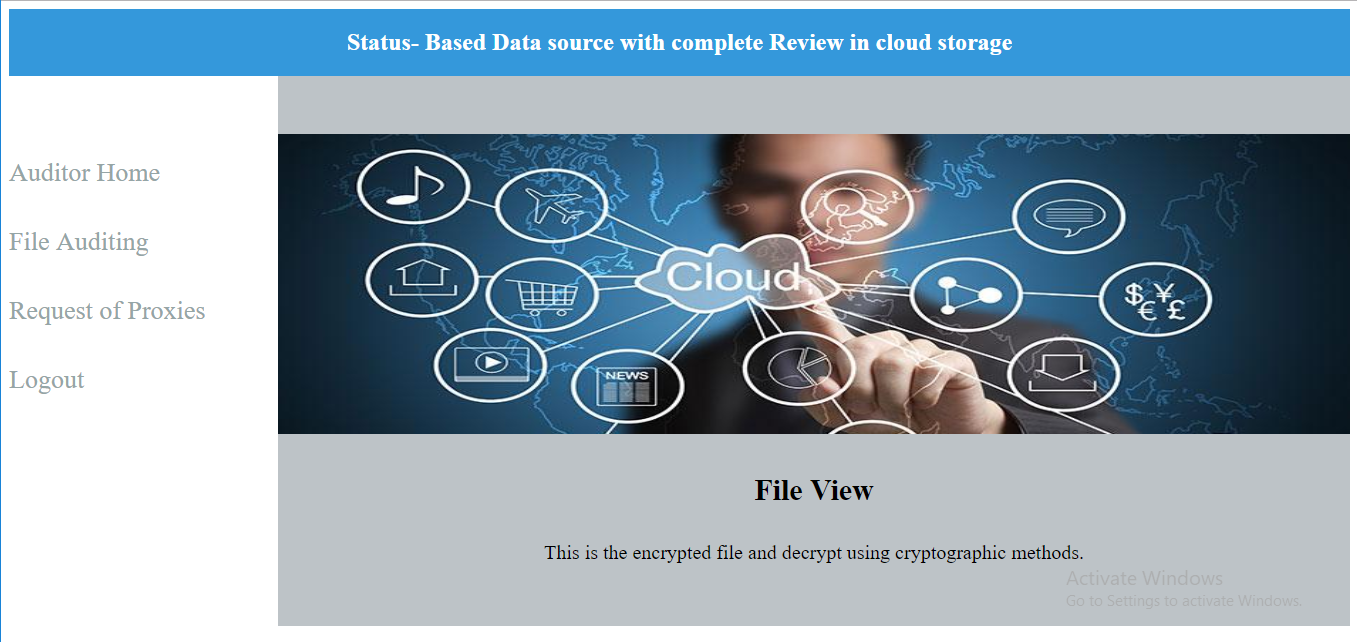 Status- Based Data source with complete Review in cloud storage
Auditor Home
File Auditing
Request of Proxies
Logout
Cloud
$ ¥
€ £
NEWS
File View
This is the encrypted file and decrypt using cryptographic methods.
Activate Windows
Go to Settings to activate Windows.